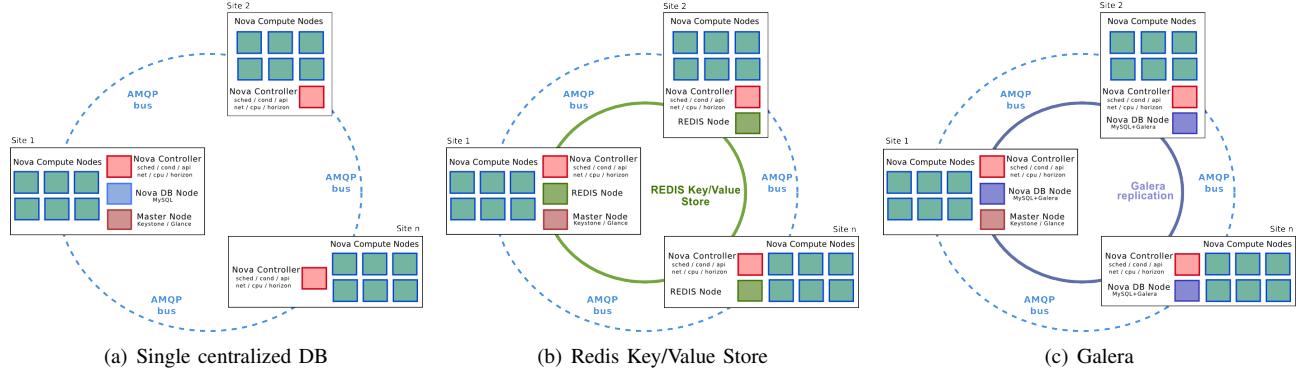 Site 2
Nova Compute Nodes
Nova Controller
sched / cond / api
net / cpu / horizon
AMQP
bus
Site 1
Nova Compute Nodes
Nova Controller
sched / cond / api
net / cpu / horizon
Nova DB Node
MySQL
Master Node
Keystone / Glance
AMQP
bus
Site n
Nova Compute Nodes
Nova Controller
sched / cond / api
net / cpu / horizon
AMQP
bus
(a) Single centralized DB
Site 2
Nova Compute Nodes
Nova Controller
sched / cond / api
net / cpu / horizon
REDIS Node
AMQP
bus
Site 1
Nova Compute Nodes
Nova Controller
sched / cond / api
net / cpu / horizon
REDIS Node
Master Node
Keystone / Glance
REDIS Key/Value
Store
AMQP
bus
Site n
Nova Compute Nodes
Nova Controller
sched / cond / api
net / cpu / horizon
REDIS Node
AMQP
bus
(b) Redis Key/Value Store
Site 2
Nova Compute Nodes
Nova Controller
sched / cond / api
net / cpu / horizon
Nova DB Node
MySQL+Galera
AMQP
bus
Site 1
Nova Compute Nodes
Nova Controller
sched / cond / api
net / cpu / horizon
Nova DB Node
MySQL+Galera
Master Node
Keystone / Glance
Galera
replication
AMQP
bus
Site n
Nova Compute Nodes
Nova Controller
sched / cond / api
net / cpu / horizon
Nova DB Node
MySQL+Galera
AMQP
bus
(c) Galera